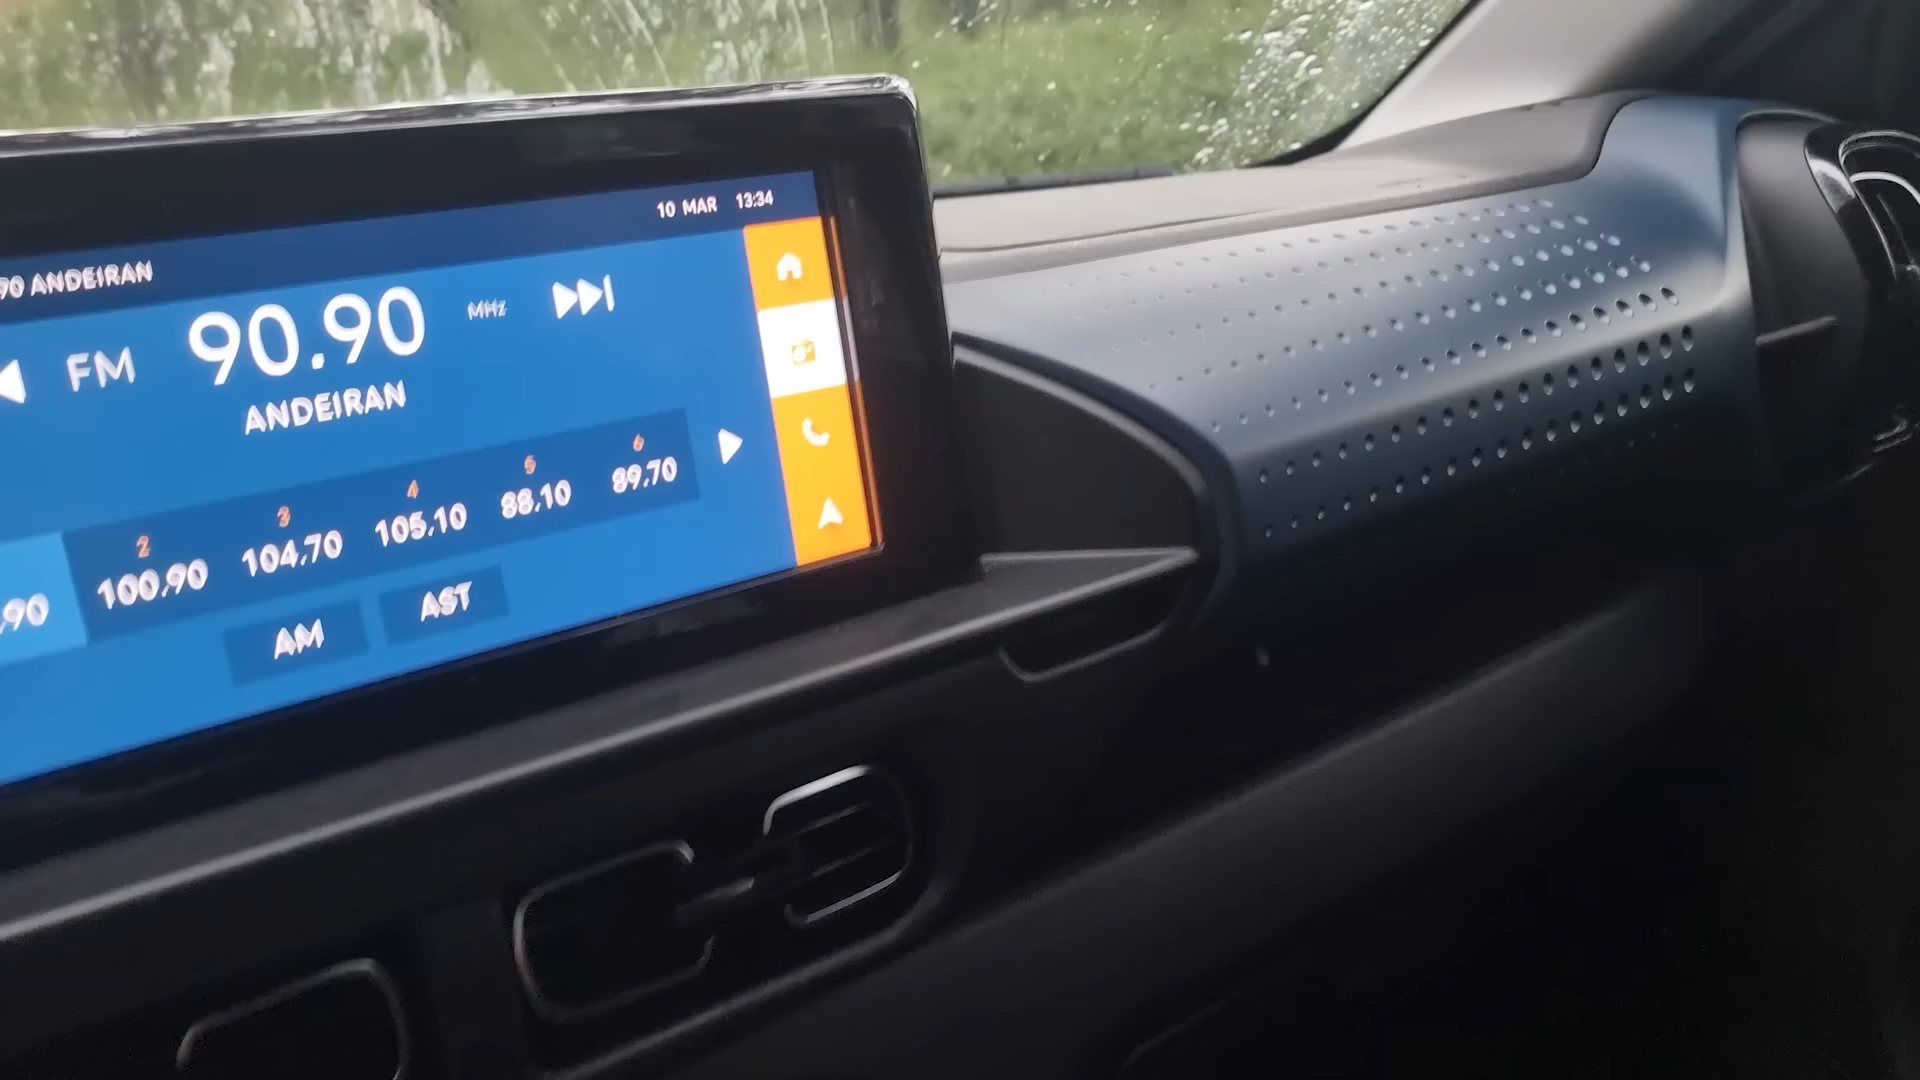 10 MAR 13:34
90 ANDEIRAN
FM 90.90 MHz
ANDEIRAN
2 3 4 5 6
.90 100.90 104.70 105.10 88.10 89.70
AM AST